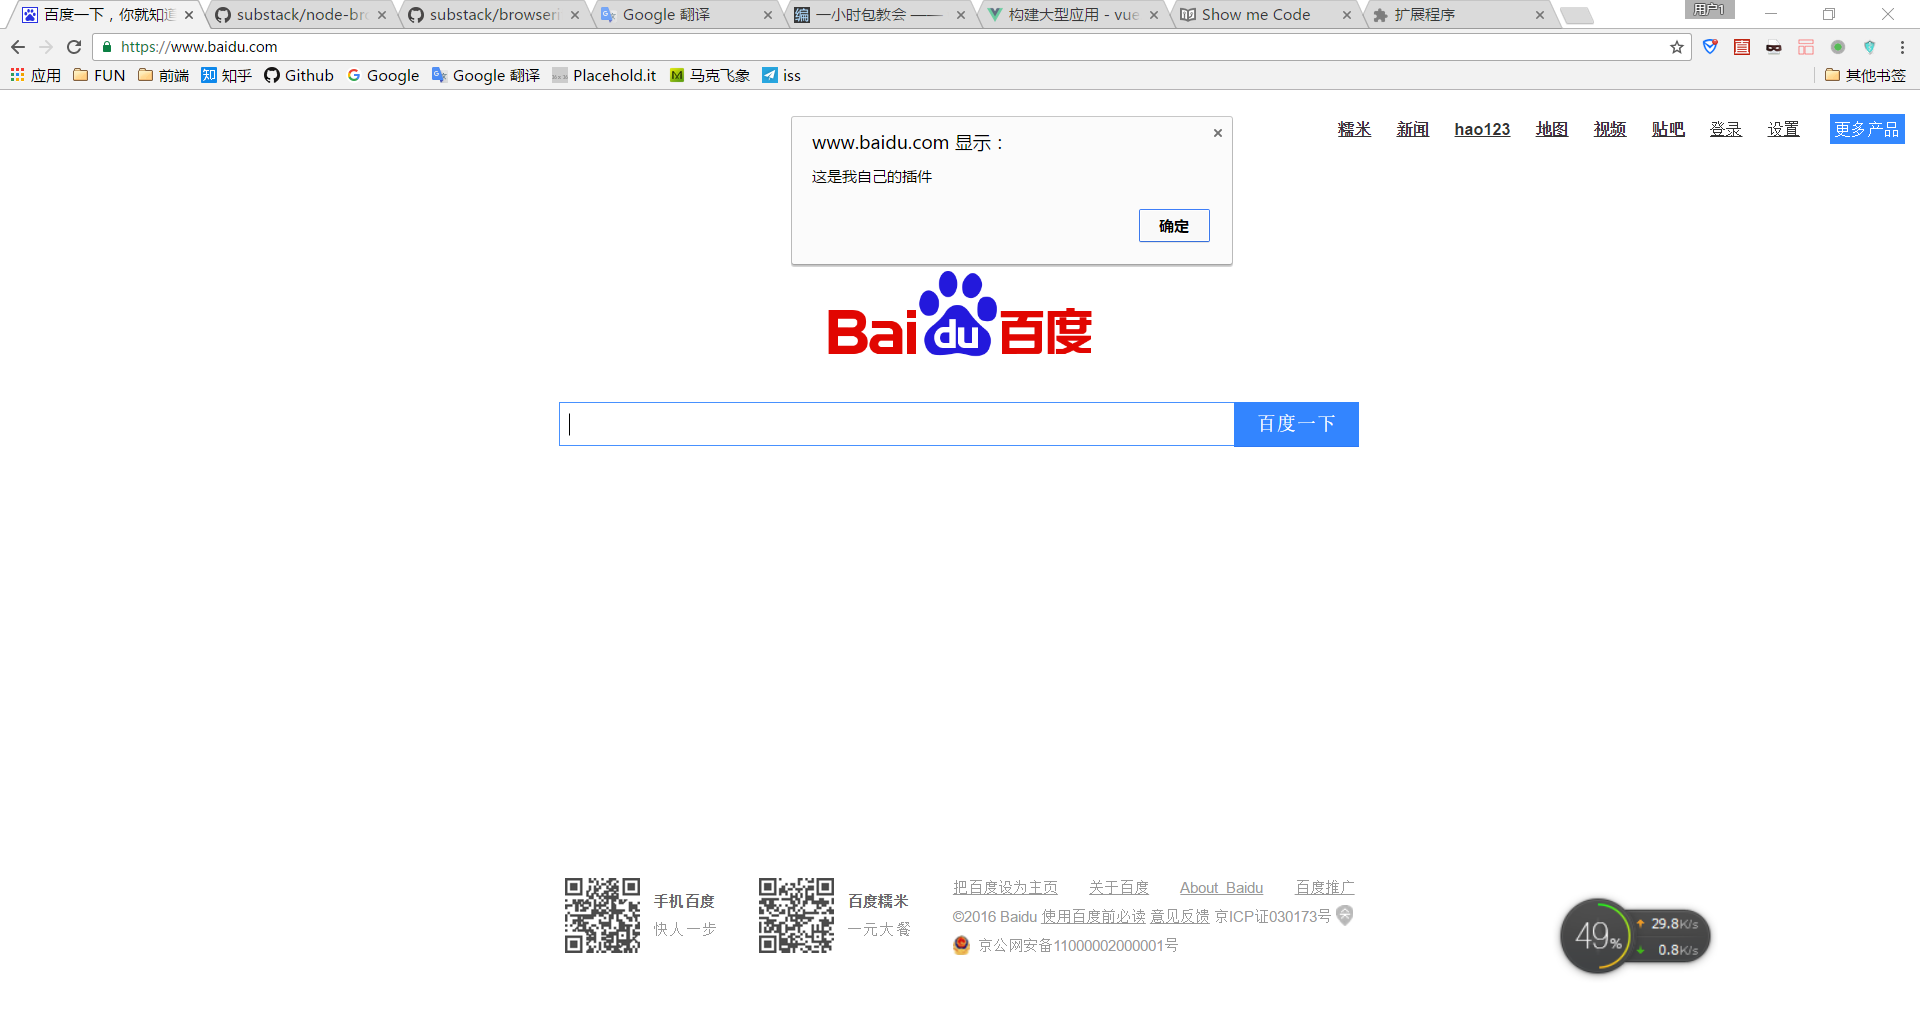 百度一下，你就知道
substack/node-bro
substack/browseri
Google 翻译
一小时包教会 ——
构建大型应用 - vue
Show me Code
扩展程序
用户1
https://www.baidu.com
应用
FUN
前端
知乎
Github
Google
Google 翻译
Placehold.it
马克飞象
iss
其他书签
糯米
新闻
hao123
地图
视频
贴吧
登录
设置
更多产品
www.baidu.com 显示：
这是我自己的插件
确定
Baidu百度
百度一下
手机百度
快人一步
百度糯米
一元大餐
把百度设为主页 关于百度 About Baidu 百度推广
©2016 Baidu 使用百度前必读 意见反馈 京ICP证030173号
京公网安备11000002000001号
49%
29.8K/s
0.8K/s